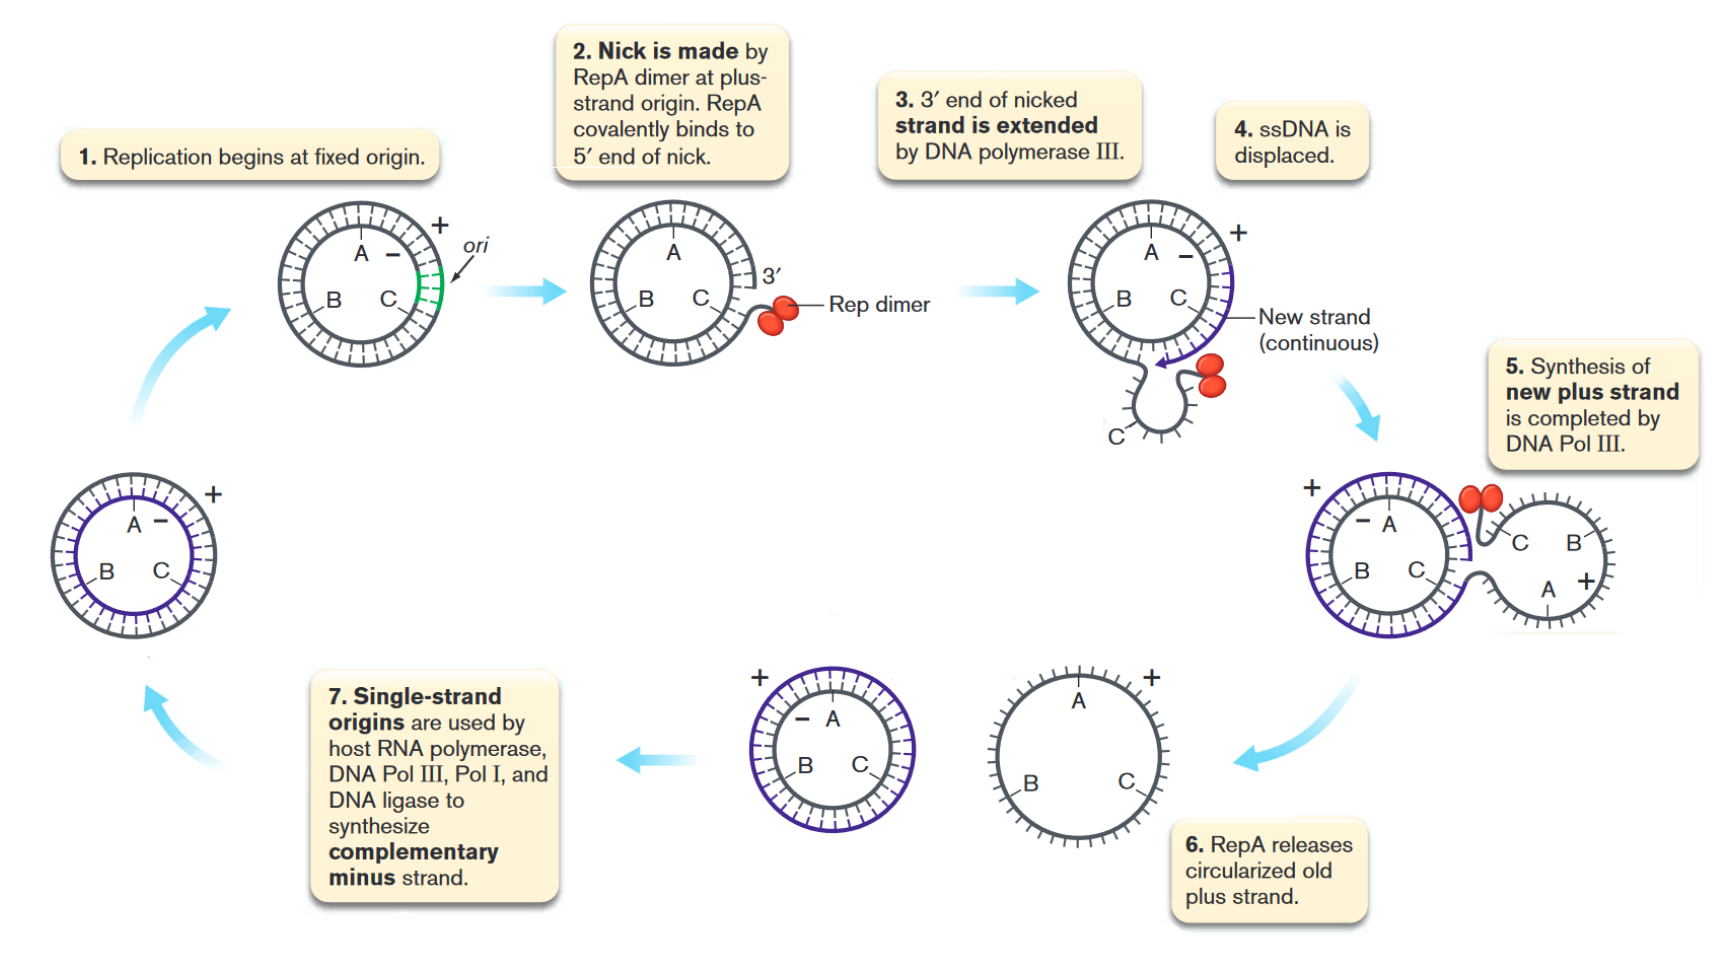 1. Replication begins at fixed origin.
+
ori
A −
B
C
2. Nick is made by
RepA dimer at plus-
strand origin. RepA
covalently binds to
5′ end of nick.
A
B
C
3′
Rep dimer
3. 3′ end of nicked
strand is extended
by DNA polymerase III.
4. ssDNA is
displaced.
+
A −
B
C
New strand
(continuous)
C
5. Synthesis of
new plus strand
is completed by
DNA Pol III.
+
− A
B
C
C
B
A
+
6. RepA releases
circularized old
plus strand.
+
A
B
C
+
− A
B
C
7. Single-strand
origins are used by
host RNA polymerase,
DNA Pol III, Pol I, and
DNA ligase to
synthesize
complementary
minus strand.
+
A −
B
C